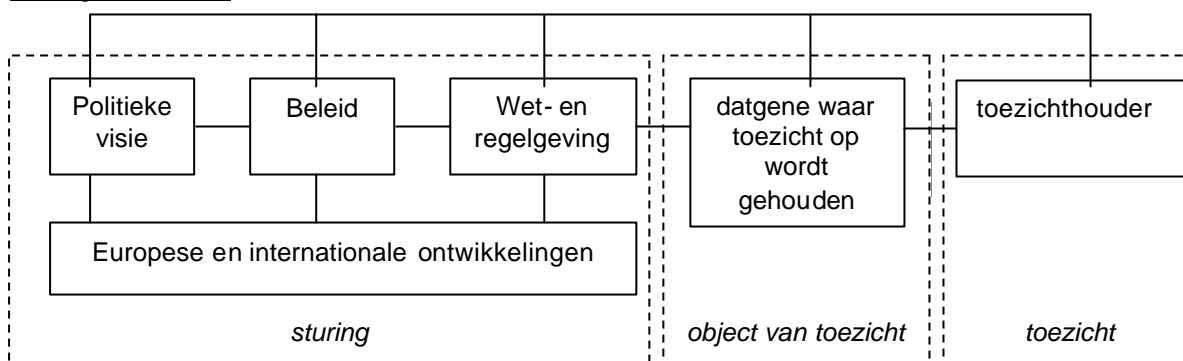 Politieke
visie
Beleid
Wet- en
regelgeving
datgene waar
toezicht op
wordt
gehouden
toezichthouder
Europese en internationale ontwikkelingen
sturing
object van toezicht
toezicht